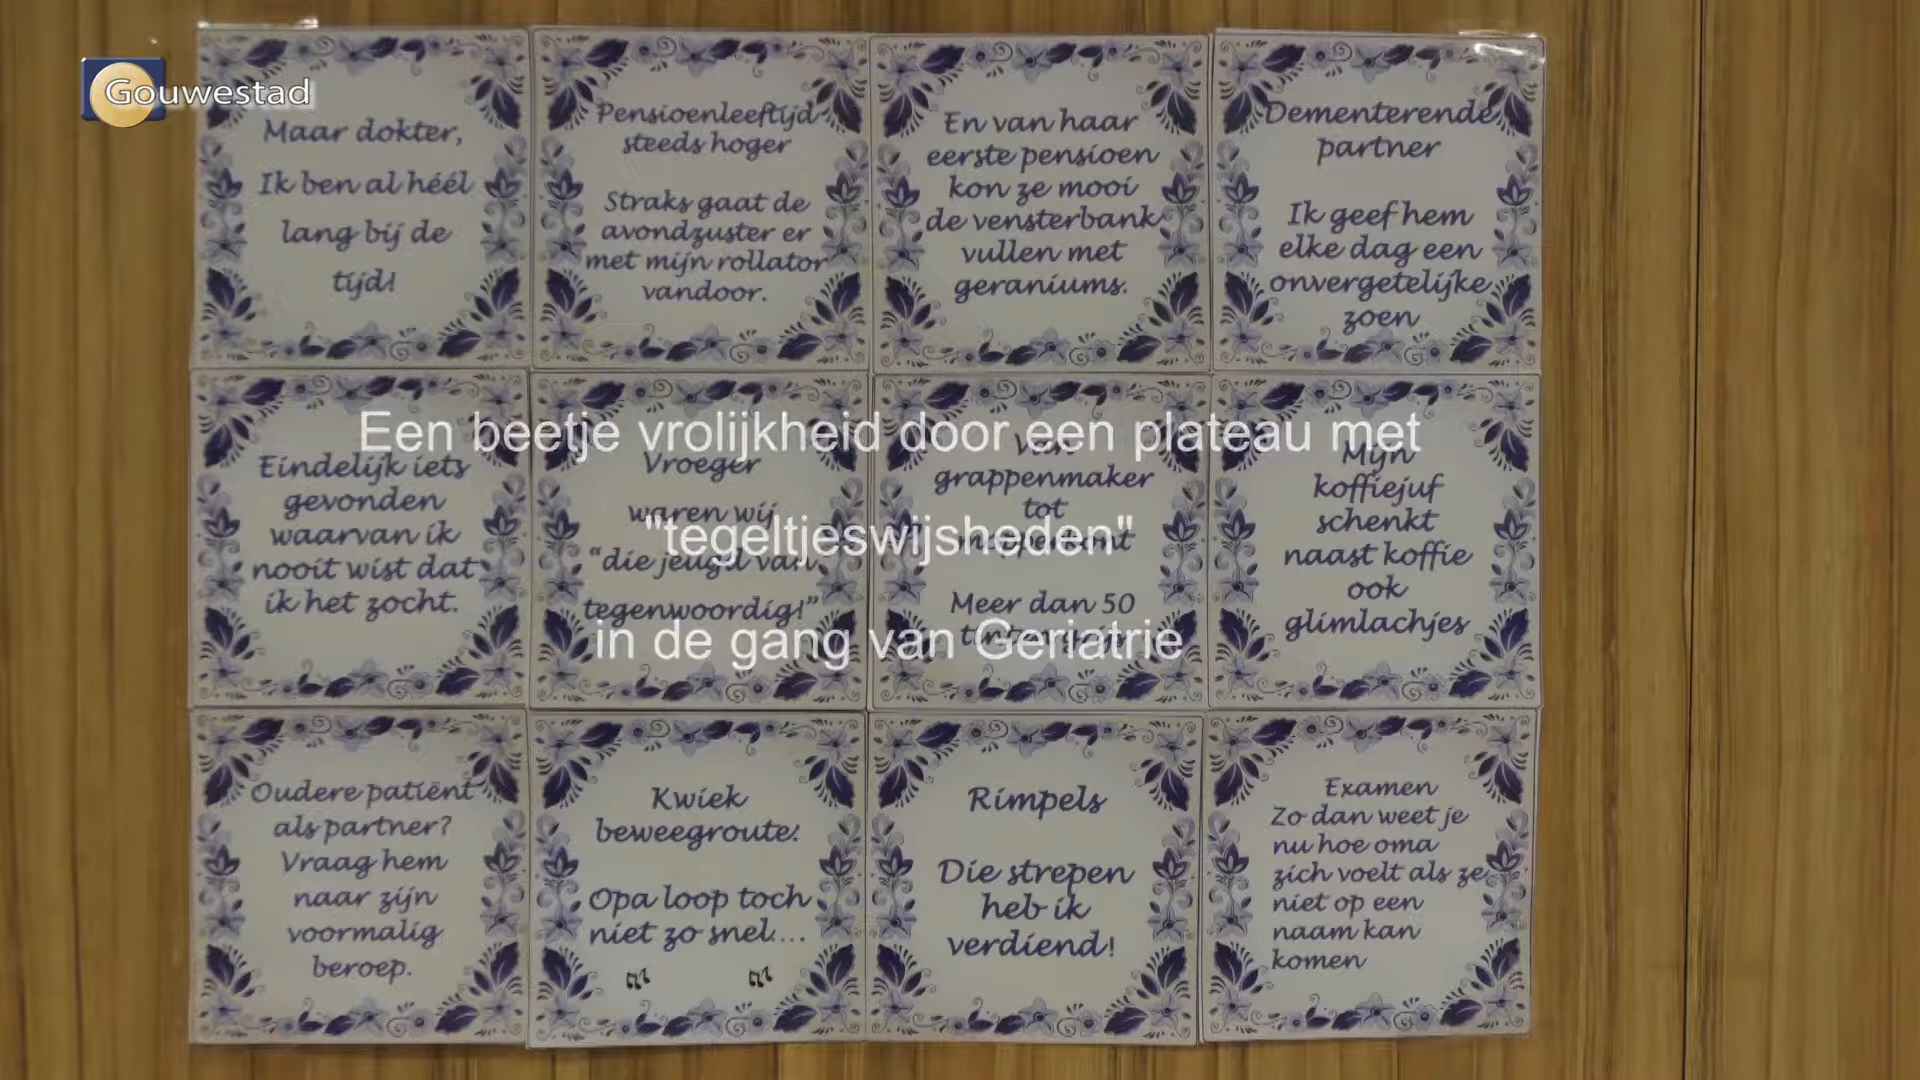 Gouwestad
Maar dokter,
Ik ben al héél
lang bij de
tijd!
Pensioenleeftijd
steeds hoger
Straks gaat de
avondzuster er
met mijn rollator
vandoor.
En van haar
eerste pensioen
kon ze mooi
de vensterbank
vullen met
geraniums.
Dementerende
partner
Ik geef hem
elke dag een
onvergetelijke
zoen
Een beetje vrolijkheid door een plateau met
"tegeltjeswijsheden"
in de gang van Geriatrie
Eindelijk iets
gevonden
waarvan ik
nooit wist dat
ik het zocht.
Vroeger
waren wij
“die jeugd van
tegenwoordig!”
Van
grappenmaker
tot
Meer dan 50
Mijn
koffiejuf
schenkt
naast koffie
ook
glimlachjes
Oudere patiënt
als partner?
Vraag hem
naar zijn
voormalig
beroep.
Kwiek
beweegroute:
Opa loop toch
niet zo snel...
Rimpels
Die strepen
heb ik
verdiend!
Examen
Zo dan weet je
nu hoe oma
zich voelt als ze
niet op een
naam kan
komen